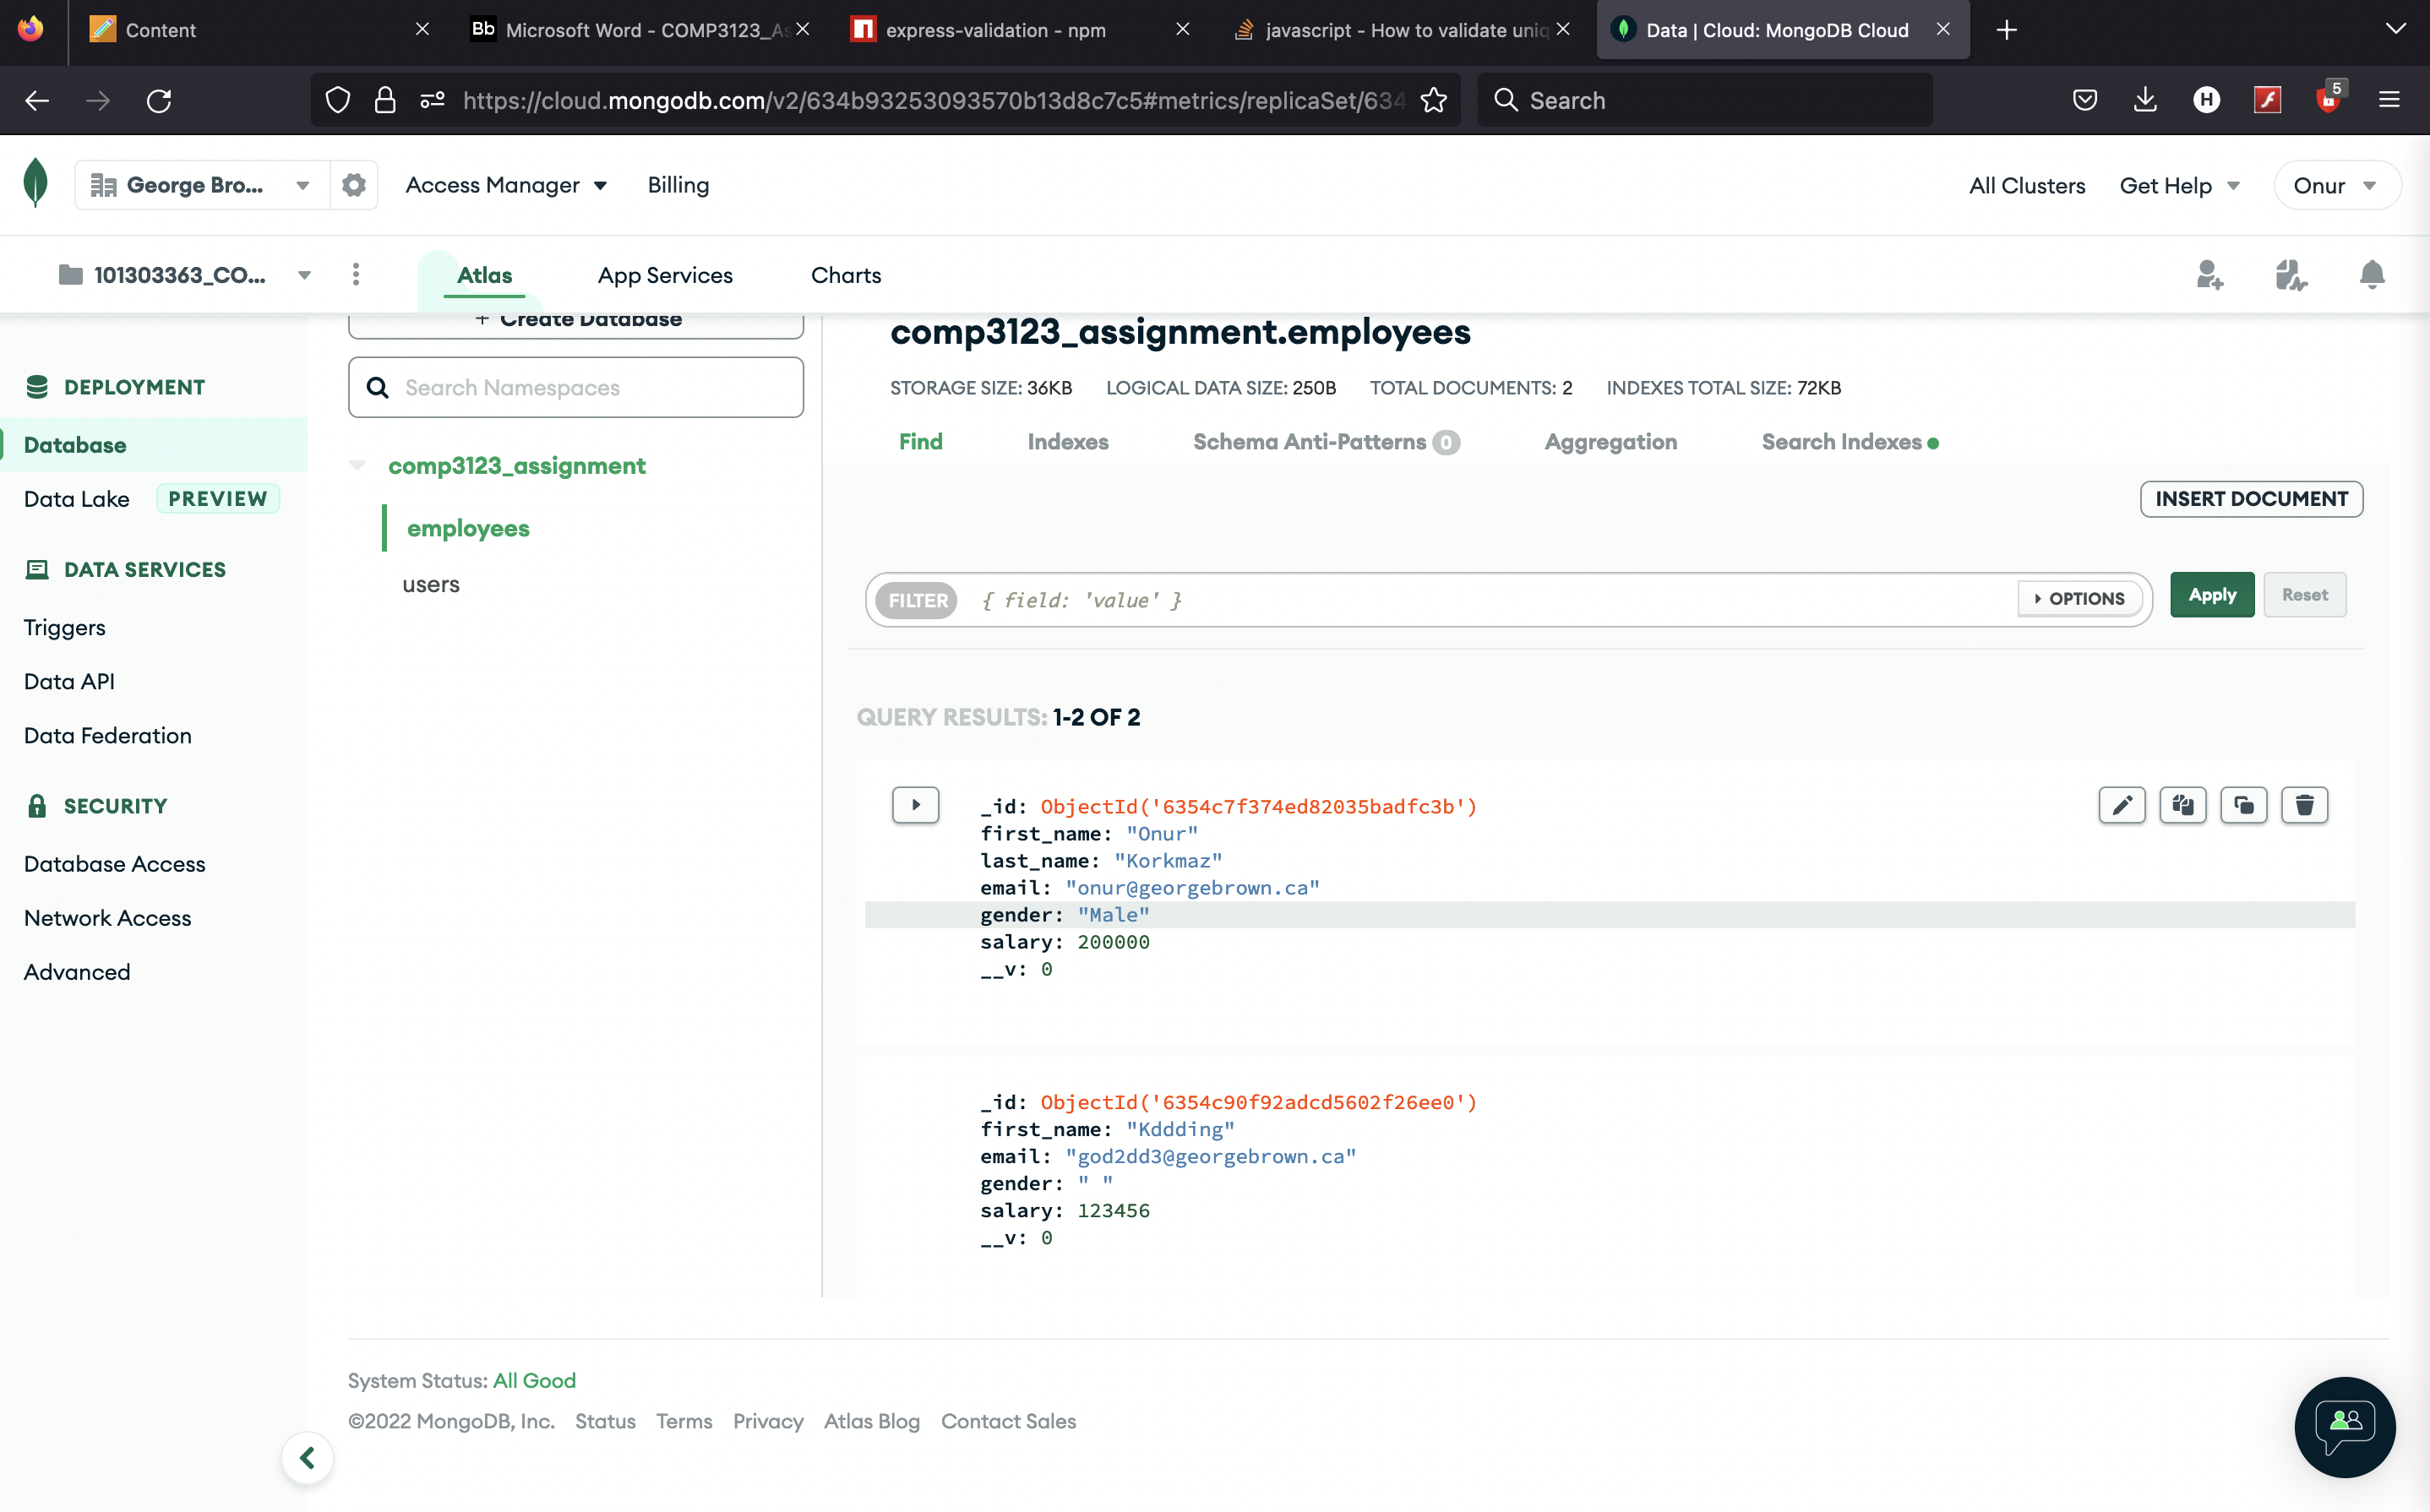 Content
Bb Microsoft Word - COMP3123_As
express-validation - npm
javascript - How to validate uniq
Data | Cloud: MongoDB Cloud
https://cloud.mongodb.com/v2/634b93253093570b13d8c7c5#metrics/replicaSet/634
Search
H
5
George Bro...
Access Manager
Billing
All Clusters
Get Help
Onur
101303363_CO...
Atlas
App Services
Charts
DEPLOYMENT
Database
Data Lake PREVIEW
DATA SERVICES
Triggers
Data API
Data Federation
SECURITY
Database Access
Network Access
Advanced
+ Create Database
Search Namespaces
comp3123_assignment
employees
users
comp3123_assignment.employees
STORAGE SIZE: 36KB LOGICAL DATA SIZE: 250B TOTAL DOCUMENTS: 2 INDEXES TOTAL SIZE: 72KB
Find Indexes Schema Anti-Patterns 0 Aggregation Search Indexes
INSERT DOCUMENT
FILTER { field: 'value' } OPTIONS Apply Reset
QUERY RESULTS: 1-2 OF 2
_id: ObjectId('6354c7f374ed82035badfc3b')
first_name: "Onur"
last_name: "Korkmaz"
email: "onur@georgebrown.ca"
gender: "Male"
salary: 200000
__v: 0
_id: ObjectId('6354c90f92adcd5602f26ee0')
first_name: "Kddding"
email: "god2dd3@georgebrown.ca"
gender: " "
salary: 123456
__v: 0
System Status: All Good
©2022 MongoDB, Inc. Status Terms Privacy Atlas Blog Contact Sales